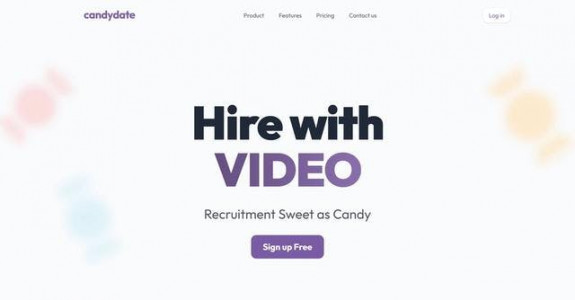 candydate
Product Features Pricing Contact us Log in
Hire with
VIDEO
Recruitment Sweet as Candy
Sign up Free